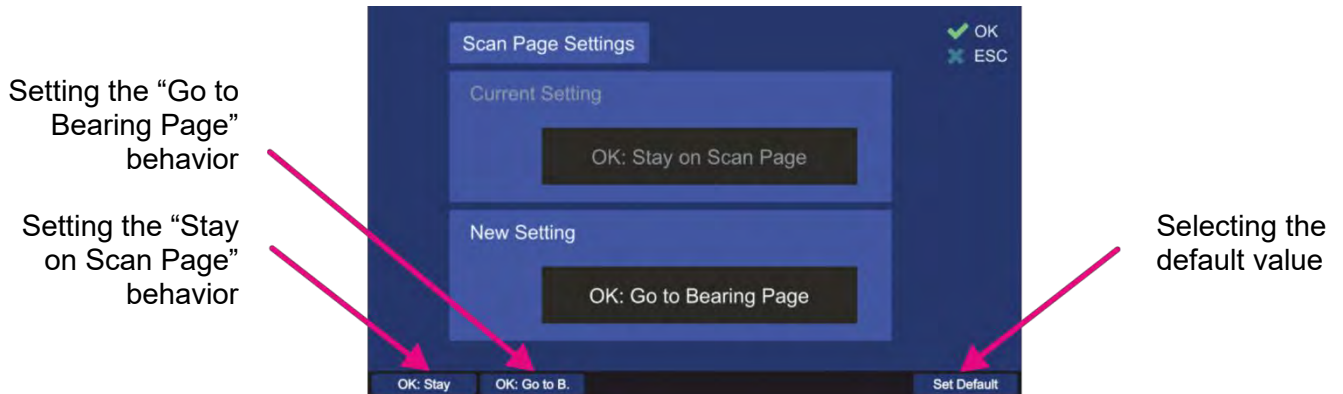 Setting the “Go to
Bearing Page”
behavior
Setting the “Stay
on Scan Page”
behavior
Scan Page Settings
OK
ESC
Current Setting
OK: Stay on Scan Page
New Setting
OK: Go to Bearing Page
OK: Stay
OK: Go to B.
Set Default
Selecting the
default value